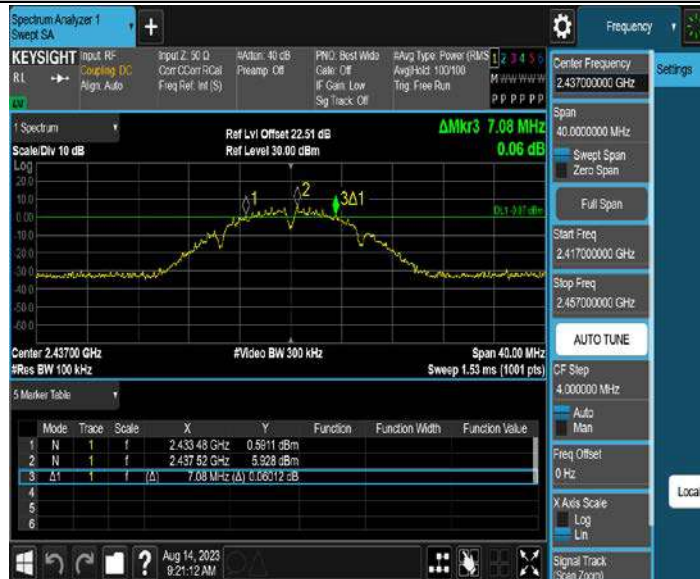 Spectrum Analyzer 1
Swept SA
+
Frequency
KEYSIGHT
RL
Input: RF
Coupling: DC
Align: Auto
Input Z: 50 Ω
Corr CCorr RCal
Freq Ref: Int (S)
#Atten: 40 dB
Preamp: Off
PNO: Best Wide
Gate: Off
IF Gain: Low
Sig Track: Off
#Avg Type: Power (RMS
Avg|Hold: 100/100
Trig: Free Run
1 2 3 4 5 6
M W W W W W
P P P P P P
LV
1 Spectrum
Scale/Div 10 dB
Ref Lvl Offset 22.51 dB
Ref Level 30.00 dBm
ΔMkr3 7.08 MHz
0.06 dB
Log
20.0
10.0
0.00
-10.0
-20.0
-30.0
-40.0
-50.0
-60.0
1
2
3Δ1
DL1 -0.07 dBm
Center 2.43700 GHz
#Res BW 100 kHz
#Video BW 300 kHz
Span 40.00 MHz
Sweep 1.53 ms (1001 pts)
5 Marker Table
Mode Trace Scale X Y Function Function Width Function Value
1 N 1 f 2.433 48 GHz 0.5911 dBm
2 N 1 f 2.437 52 GHz 5.928 dBm
3 Δ1 1 f (Δ) 7.08 MHz (Δ) 0.06012 dB
4
5
6
?
Aug 14, 2023
9:21:12 AM
Center Frequency
2.437000000 GHz
Span
40.0000000 MHz
Swept Span
Zero Span
Full Span
Start Freq
2.417000000 GHz
Stop Freq
2.457000000 GHz
AUTO TUNE
CF Step
4.000000 MHz
Auto
Man
Freq Offset
0 Hz
X Axis Scale
Log
Lin
Signal Track
(Span Zoom)
Settings
Local